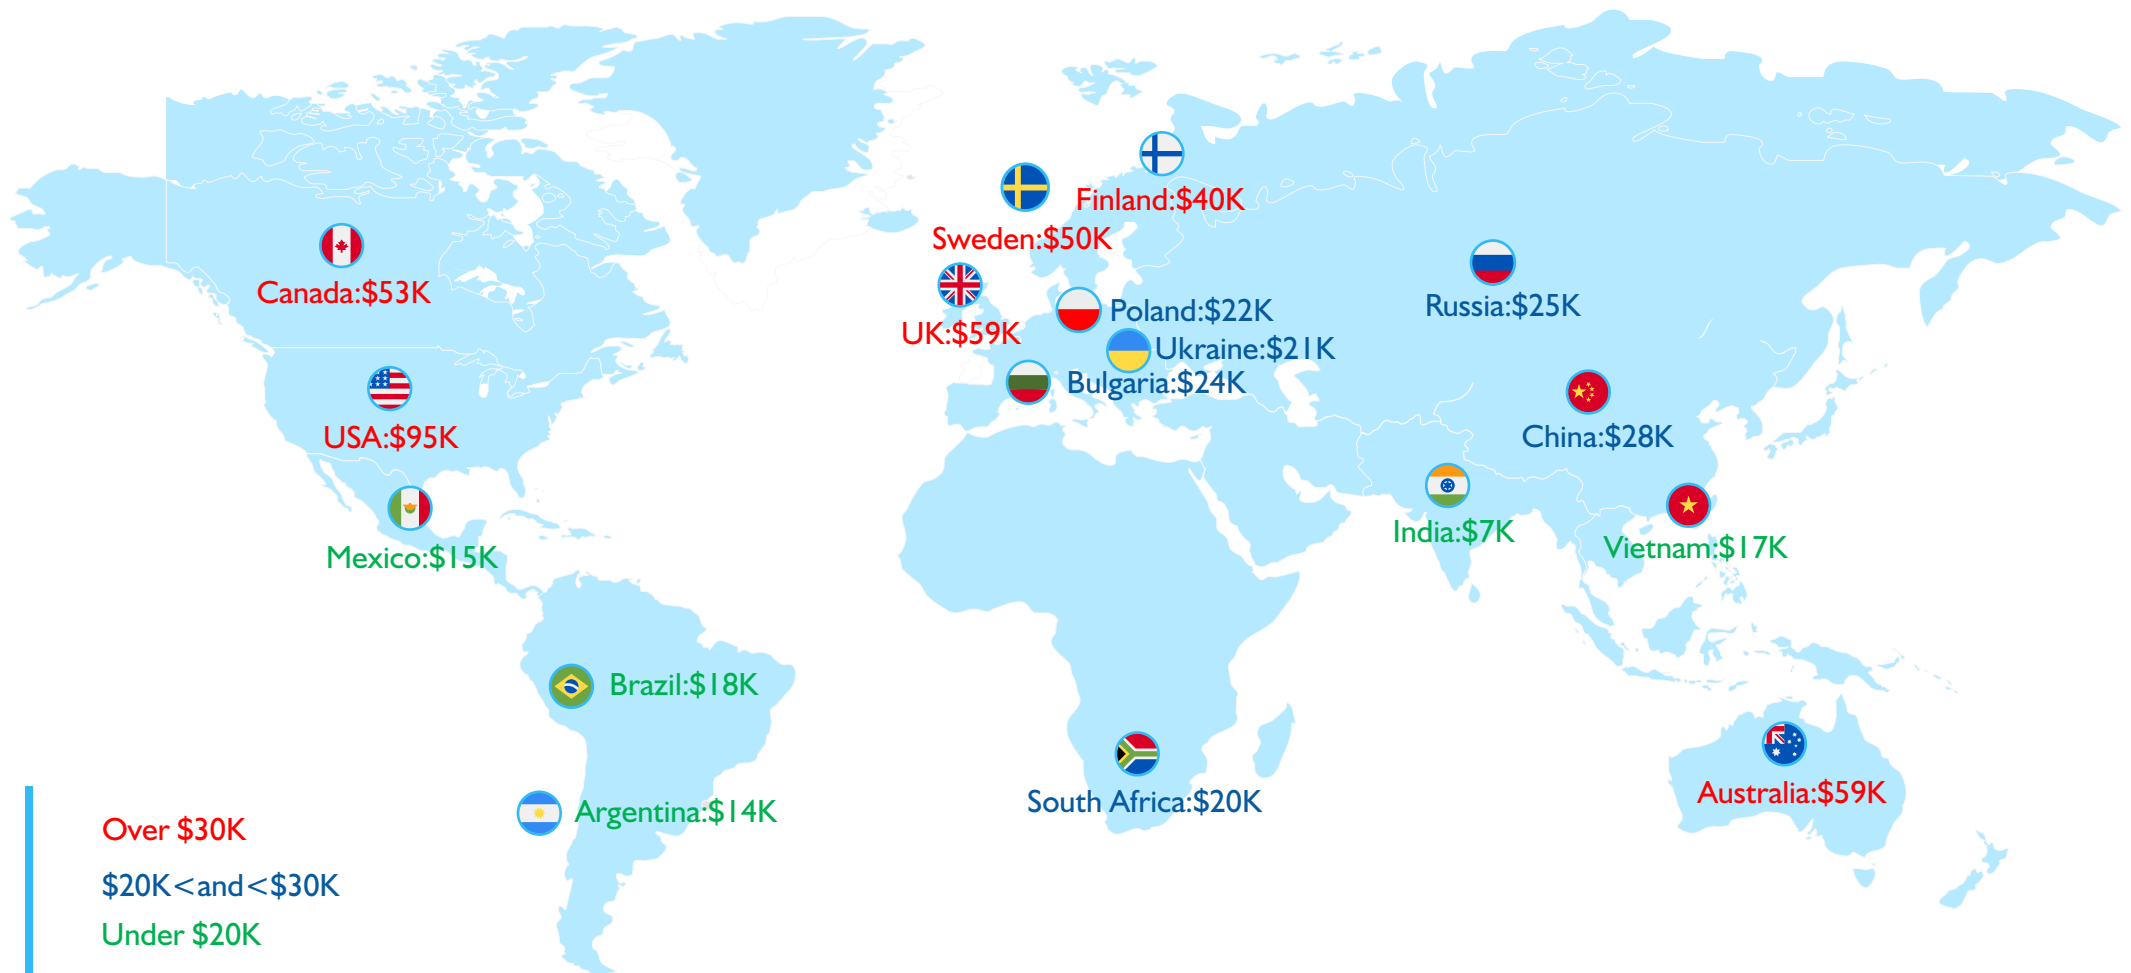 Finland:$40K
Sweden:$50K
Canada:$53K
UK:$59K
Poland:$22K
Russia:$25K
Ukraine:$21K
Bulgaria:$24K
USA:$95K
China:$28K
Mexico:$15K
India:$7K
Vietnam:$17K
Brazil:$18K
South Africa:$20K
Australia:$59K
Argentina:$14K
Over $30K
$20K<and<$30K
Under $20K